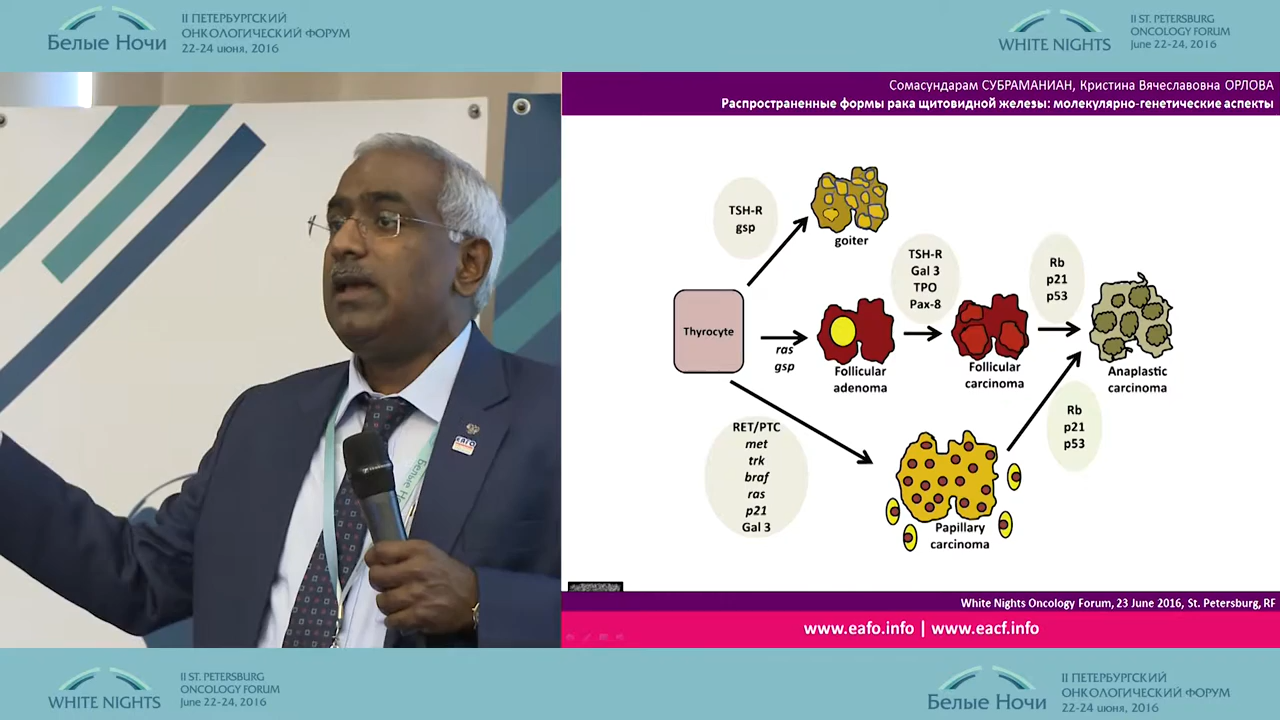 Белые Ночи
II ПЕТЕРБУРГСКИЙ
ОНКОЛОГИЧЕСКИЙ ФОРУМ
22-24 июня, 2016
WHITE NIGHTS
II ST. PETERSBURG
ONCOLOGY FORUM
June 22-24, 2016
Сомасундарам СУБРАМАНИАН, Кристина Вячеславовна ОРЛОВА
Распространенные формы рака щитовидной железы: молекулярно-генетические аспекты
TSH-R
gsp
goiter
TSH-R
Gal 3
TPO
Pax-8
Rb
p21
p53
Thyrocyte
ras
gsp
Follicular
adenoma
Follicular
carcinoma
Anaplastic
carcinoma
RET/PTC
met
trk
braf
ras
p21
Gal 3
Rb
p21
p53
Papillary
carcinoma
EAFO
Белые Но
White Nights Oncology Forum, 23 June 2016, St. Petersburg, RF
www.eafo.info | www.eacf.info
WHITE NIGHTS
II ST. PETERSBURG
ONCOLOGY FORUM
June 22-24, 2016
Белые Ночи
II ПЕТЕРБУРГСКИЙ
ОНКОЛОГИЧЕСКИЙ ФОРУМ
22-24 июня, 2016